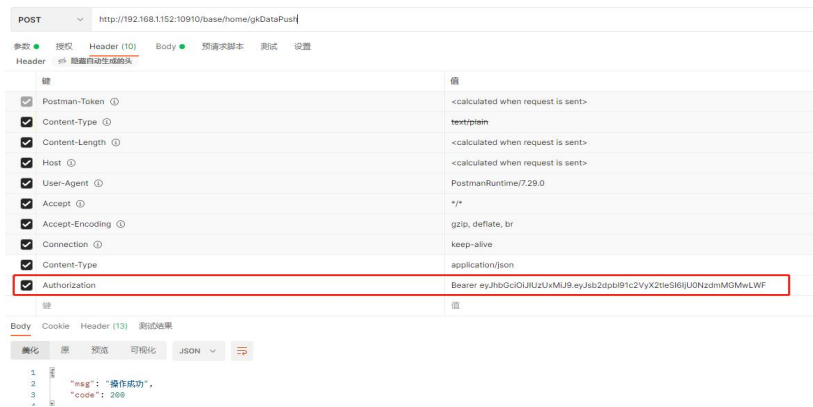 POST http://192.168.1.152:10910/base/home/gkDataPush
参数 授权 Header (10) Body 预请求脚本 测试 设置
Header 隐藏自动生成的头
键 值
Postman-Token <calculated when request is sent>
Content-Type text/plain
Content-Length <calculated when request is sent>
Host <calculated when request is sent>
User-Agent PostmanRuntime/7.29.0
Accept */*
Accept-Encoding gzip, deflate, br
Connection keep-alive
Content-Type application/json
Authorization Bearer eyJhbGciOiJIUzUxMiJ9.eyJsb2dpbl91c2VyX2tleSI6IjU0NzdmMGMwLWF
键 值
Body Cookie Header (13) 测试结果
美化 原 预览 可视化 JSON
1 {
2 "msg": "操作成功",
3 "code": 200
4 }